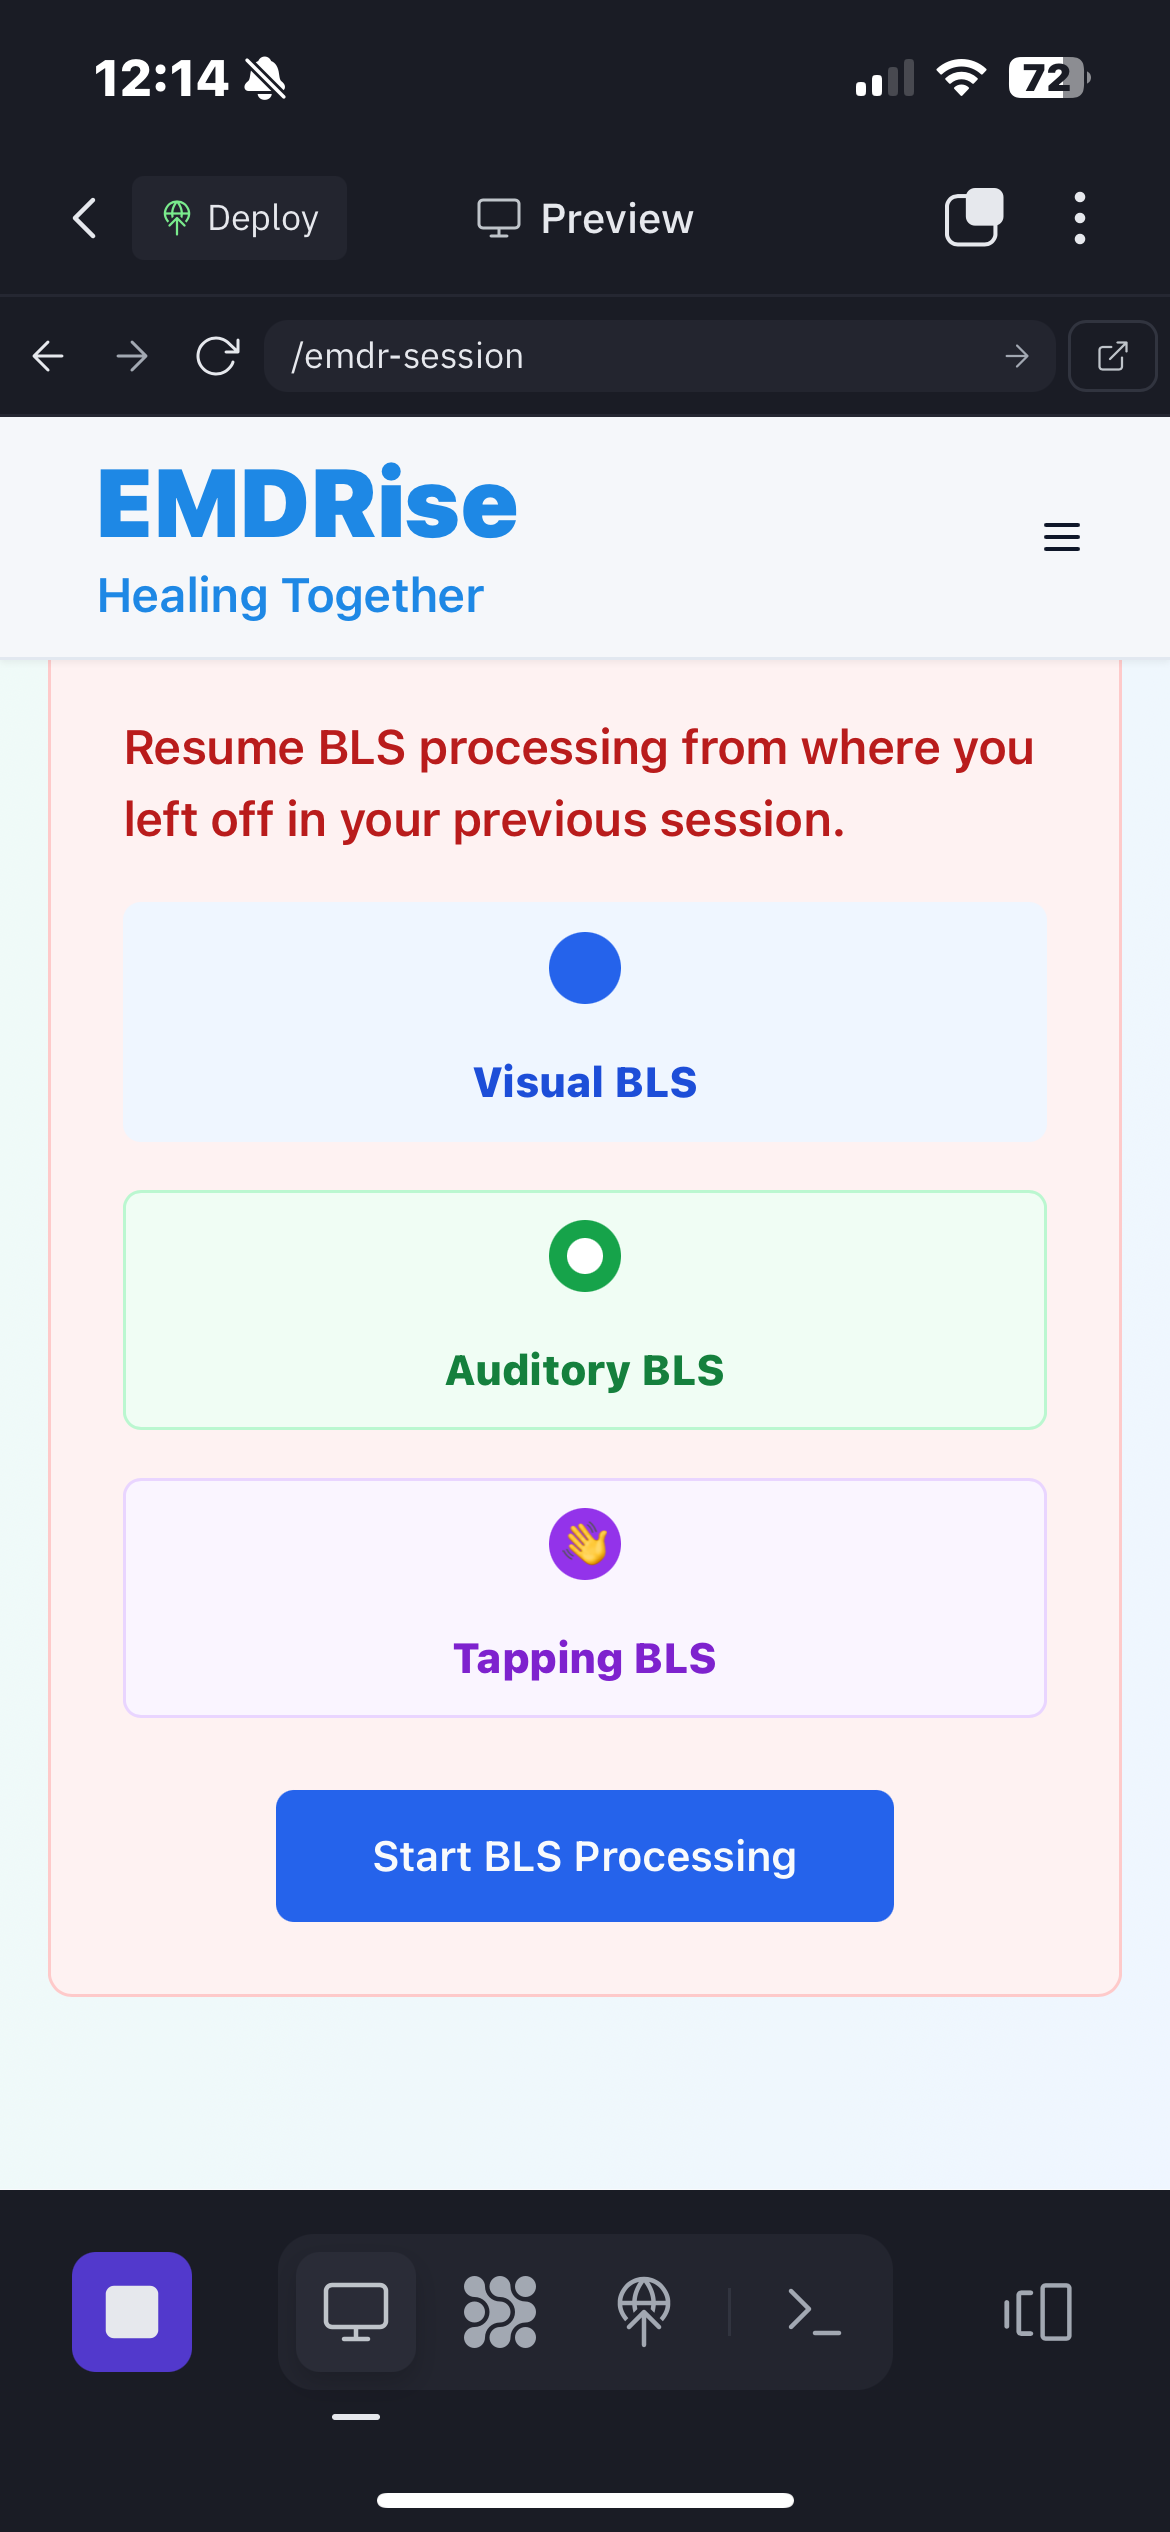 12:14
72
Deploy
Preview
/emdr-session
EMDRise
Healing Together
Resume BLS processing from where you
left off in your previous session.
Visual BLS
Auditory BLS
Tapping BLS
Start BLS Processing